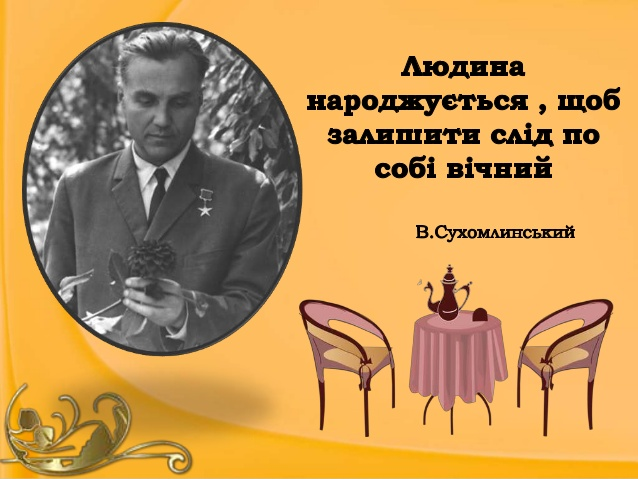 Людина
народжується , щоб
залишити слід по
собі вічний
В.Сухомлинський